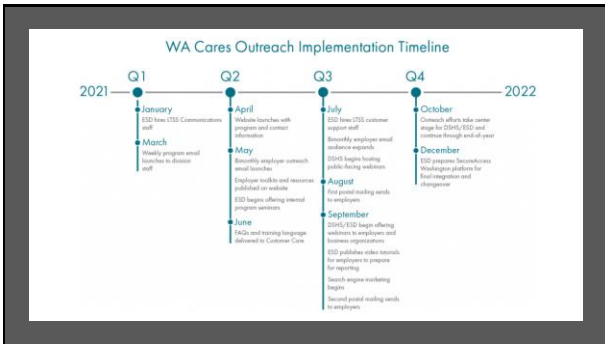 WA Cares Outreach Implementation Timeline
Q1
Q2
Q3
Q4
2021
2022
January
ESD hires LTSS Communications
staff
March
Weekly program email
launches to division
staff
April
Website launches with
program and contact
information
May
Bimonthly employer outreach
email launches
Employer toolkits and resources
published on website
ESD begins offering internal
program seminars
June
FAQs and training language
delivered to Customer Care
July
ESD hires LTSS customer
support staff
Bimonthly employer email
audience expands
DSHS begins hosting
public-facing webinars
August
First postal mailing sends
to employers
September
DSHS/ESD begin offering
webinars to employers and
business organizations
ESD publishes video tutorials
for employers to prepare
for reporting
Search engine marketing
begins
Second postal mailing sends
to employers
October
Outreach efforts take center
stage for DSHS/ESD and
continue through end-of-year
December
ESD prepares SecureAccess
Washington platform for
final integration and
changeover